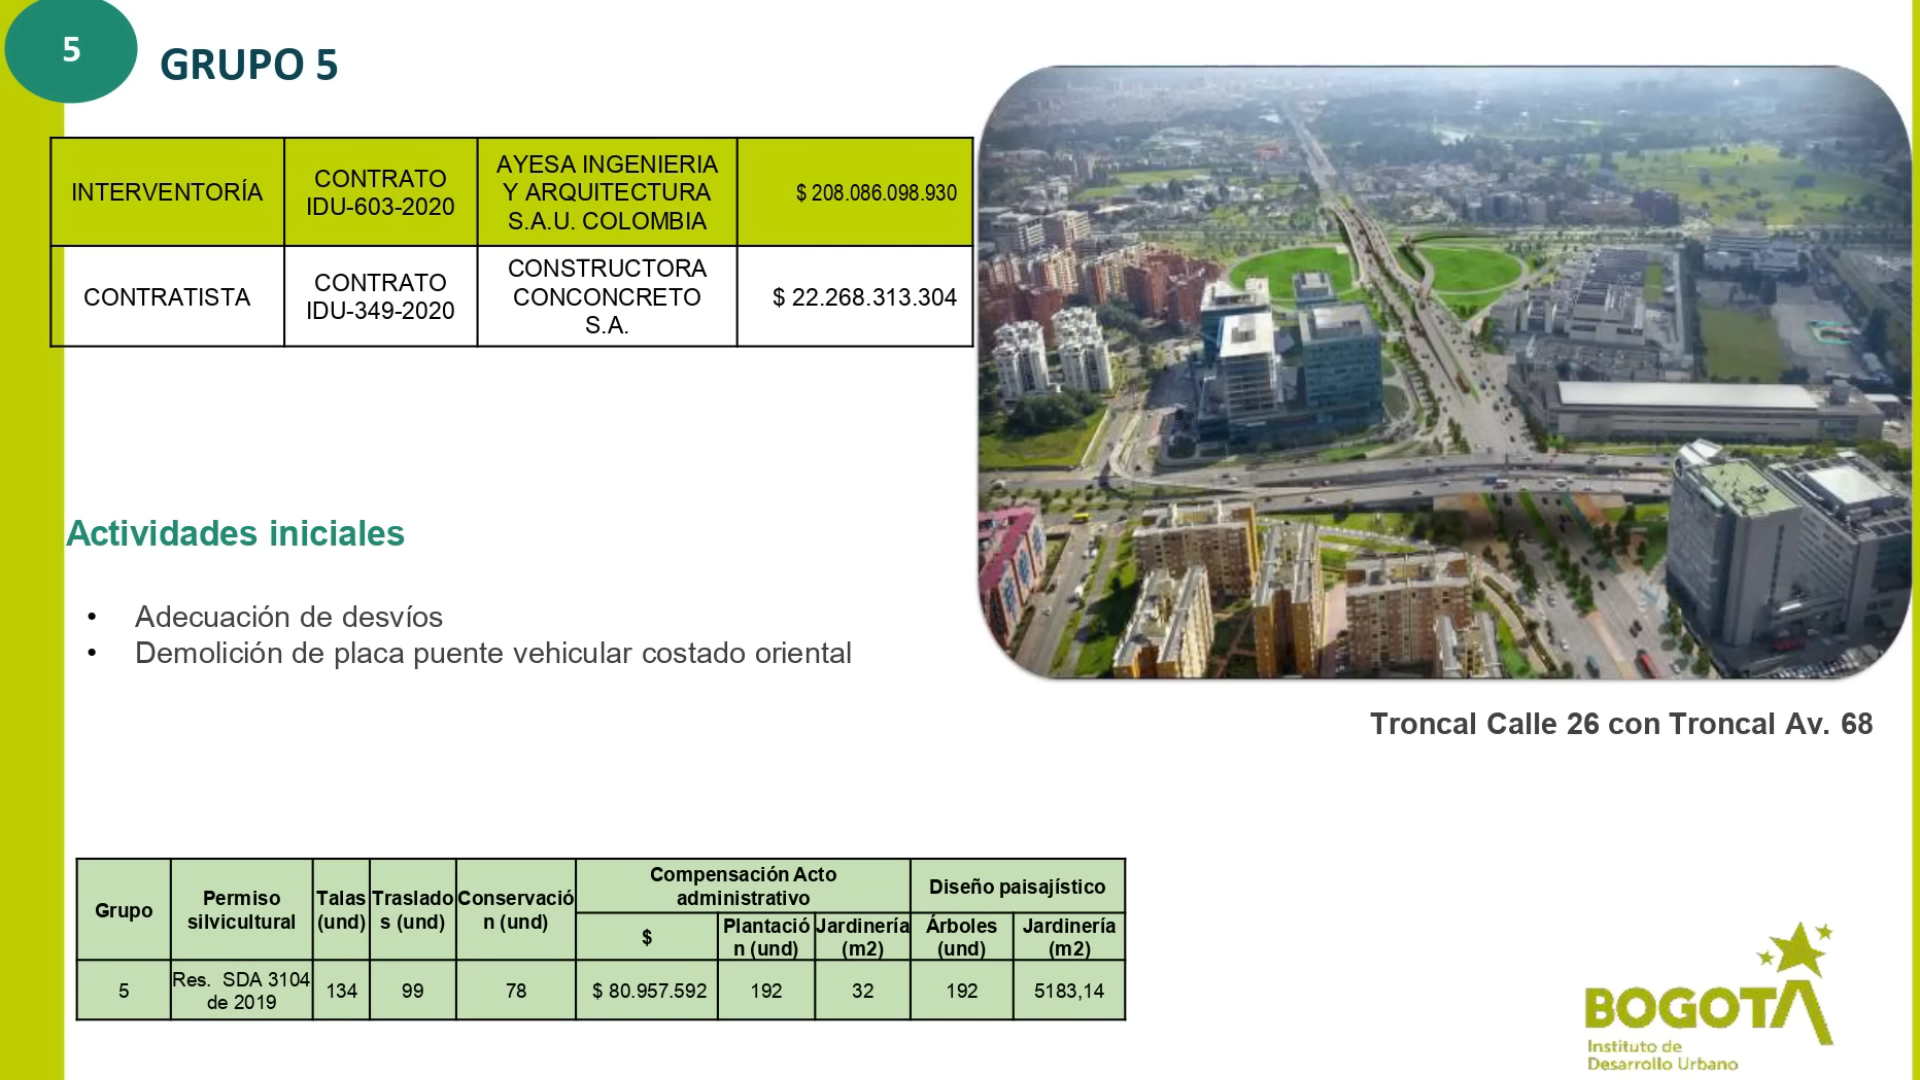 5
GRUPO 5
INTERVENTORÍA
CONTRATO
IDU-603-2020
AYESA INGENIERIA
Y ARQUITECTURA
S.A.U. COLOMBIA
$ 208.086.098.930
CONTRATISTA
CONTRATO
IDU-349-2020
CONSTRUCTORA
CONCONCRETO
S.A.
$ 22.268.313.304
Actividades iniciales
• Adecuación de desvíos
• Demolición de placa puente vehicular costado oriental
Troncal Calle 26 con Troncal Av. 68
Grupo
Permiso
silvicultural
Talas
(und)
Traslado
s (und)
Conservació
n (und)
Compensación Acto
administrativo
Diseño paisajístico
$
Plantació
n (und)
Jardinería
(m2)
Árboles
(und)
Jardinería
(m2)
5
Res. SDA 3104
de 2019
134
99
78
$ 80.957.592
192
32
192
5183,14
BOGOTÁ
Instituto de
Desarrollo Urbano